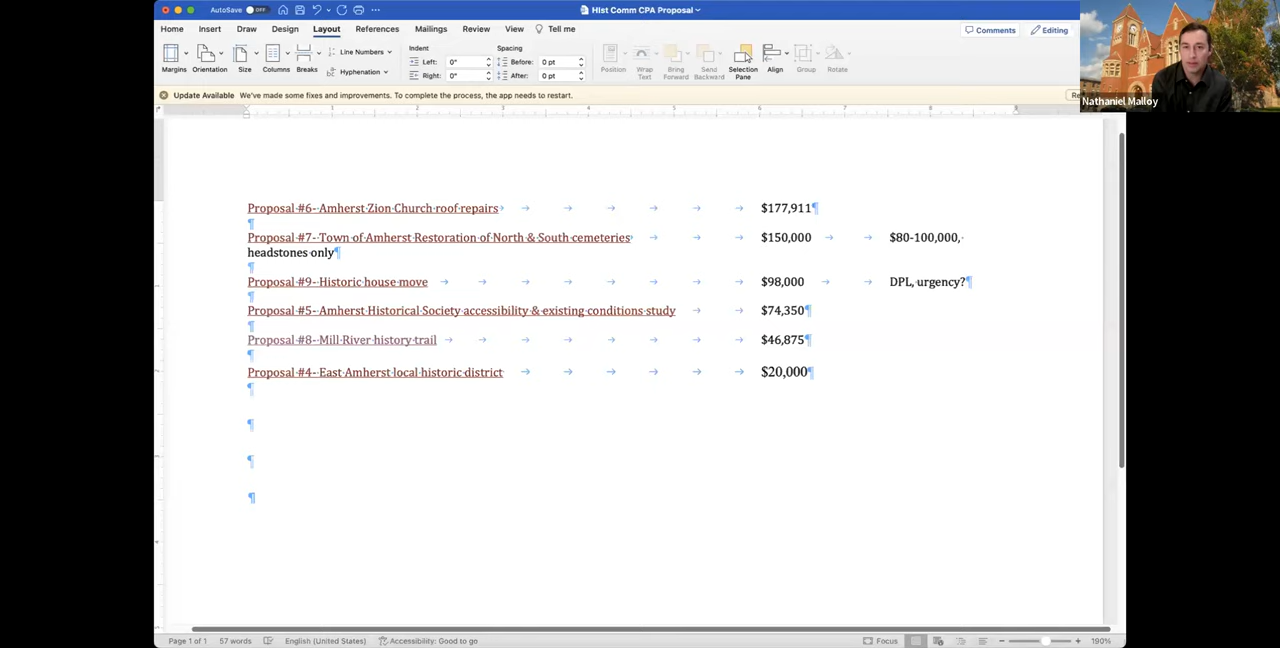 AutoSave OFF
Hist Comm CPA Proposal
Home Insert Draw Design Layout References Mailings Review View Tell me
Comments Editing
Margins Orientation Size Columns Breaks
Line Numbers
Hyphenation
Indent
Left: 0"
Right: 0"
Spacing
Before: 0 pt
After: 0 pt
Position Wrap Text Bring Forward Send Backward Selection Pane Align Group Rotate
Update Available We've made some fixes and improvements. To complete the process, the app needs to restart.
Nathaniel Malloy
Proposal #6- Amherst Zion Church roof repairs $177,911
Proposal #7- Town of Amherst Restoration of North & South cemeteries $150,000 $80-100,000,
headstones only
Proposal #9- Historic house move $98,000 DPL, urgency?
Proposal #5- Amherst Historical Society accessibility & existing conditions study $74,350
Proposal #8- Mill River history trail $46,875
Proposal #4- East Amherst local historic district $20,000
Page 1 of 1 57 words English (United States) Accessibility: Good to go Focus 190%